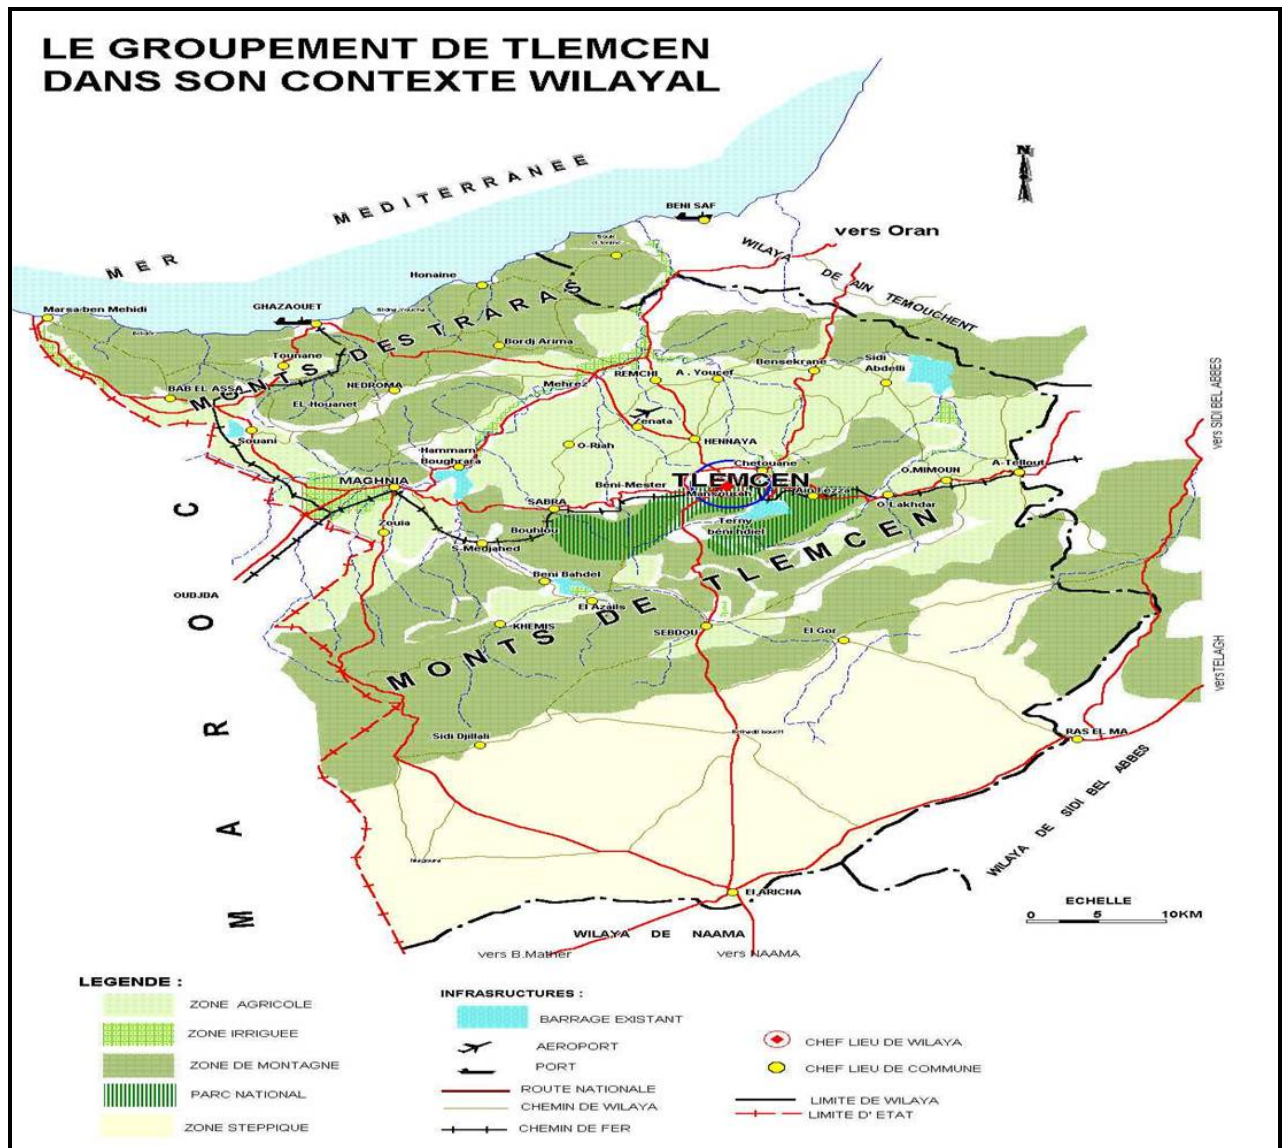 LE GROUPEMENT DE TLEMCEN
DANS SON CONTEXTE WILAYAL
MER MEDITERRANEE
N
BENI SAF
vers Oran
WILAYA DE AIN TEMOUCHENT
Honaine
Marsa ben Mehidi
GHAZAOUET
MONTS DES TRARAS
Bordj Arima
Tounane
BAB EL ASSA
NEDROMA
EL-Houanet
Mehrez
REMCHI
A . Youcef
Bensekrane
Sidi
Abdelli
vers SIDI BEL ABBES
Souani
Zenata
Hammam
Boughrara
O-Riah
HENNAYA
Chetouane
MAGHNIA
Beni-Mester
TLEMCEN
Mansourah
Ain Fezza
O.MIMOUN
A-Tellout
SABRA
O-Lakhdar
Zouia
Bouhlou
Terny
beni hdiel
S-Medjahed
Beni Bahdel
OUDJDA
El Azails
KHEMIS
MONTS DE TLEMCEN
SEBDOU
El Gor
versTELAGH
MAROC
Sidi Djillali
RAS EL MA
WILAYA DE SIDI BEL ABBES
El ARICHA
ECHELLE
0 5 10KM
WILAYA DE NAAMA
vers B.Mather
vers NAAMA
LEGENDE :
ZONE AGRICOLE
ZONE IRRIGUEE
ZONE DE MONTAGNE
PARC NATIONAL
ZONE STEPPIQUE
INFRASRUCTURES :
BARRAGE EXISTANT
AEROPORT
PORT
ROUTE NATIONALE
CHEMIN DE WILAYA
CHEMIN DE FER
CHEF LIEU DE WILAYA
CHEF LIEU DE COMMUNE
LIMITE DE WILAYA
LIMITE D' ETAT